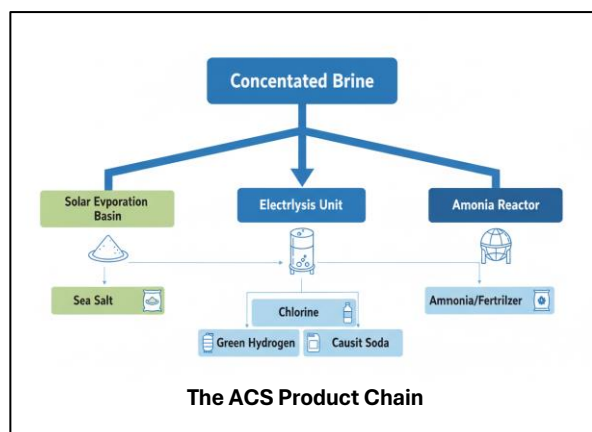 Concentated Brine
Solar Evporation
Basin
Electrlysis Unit
Amonia Reactor
Sea Salt
Chlorine
Ammonia/Fertrilzer
Green Hydrogen
Causit Soda
The ACS Product Chain